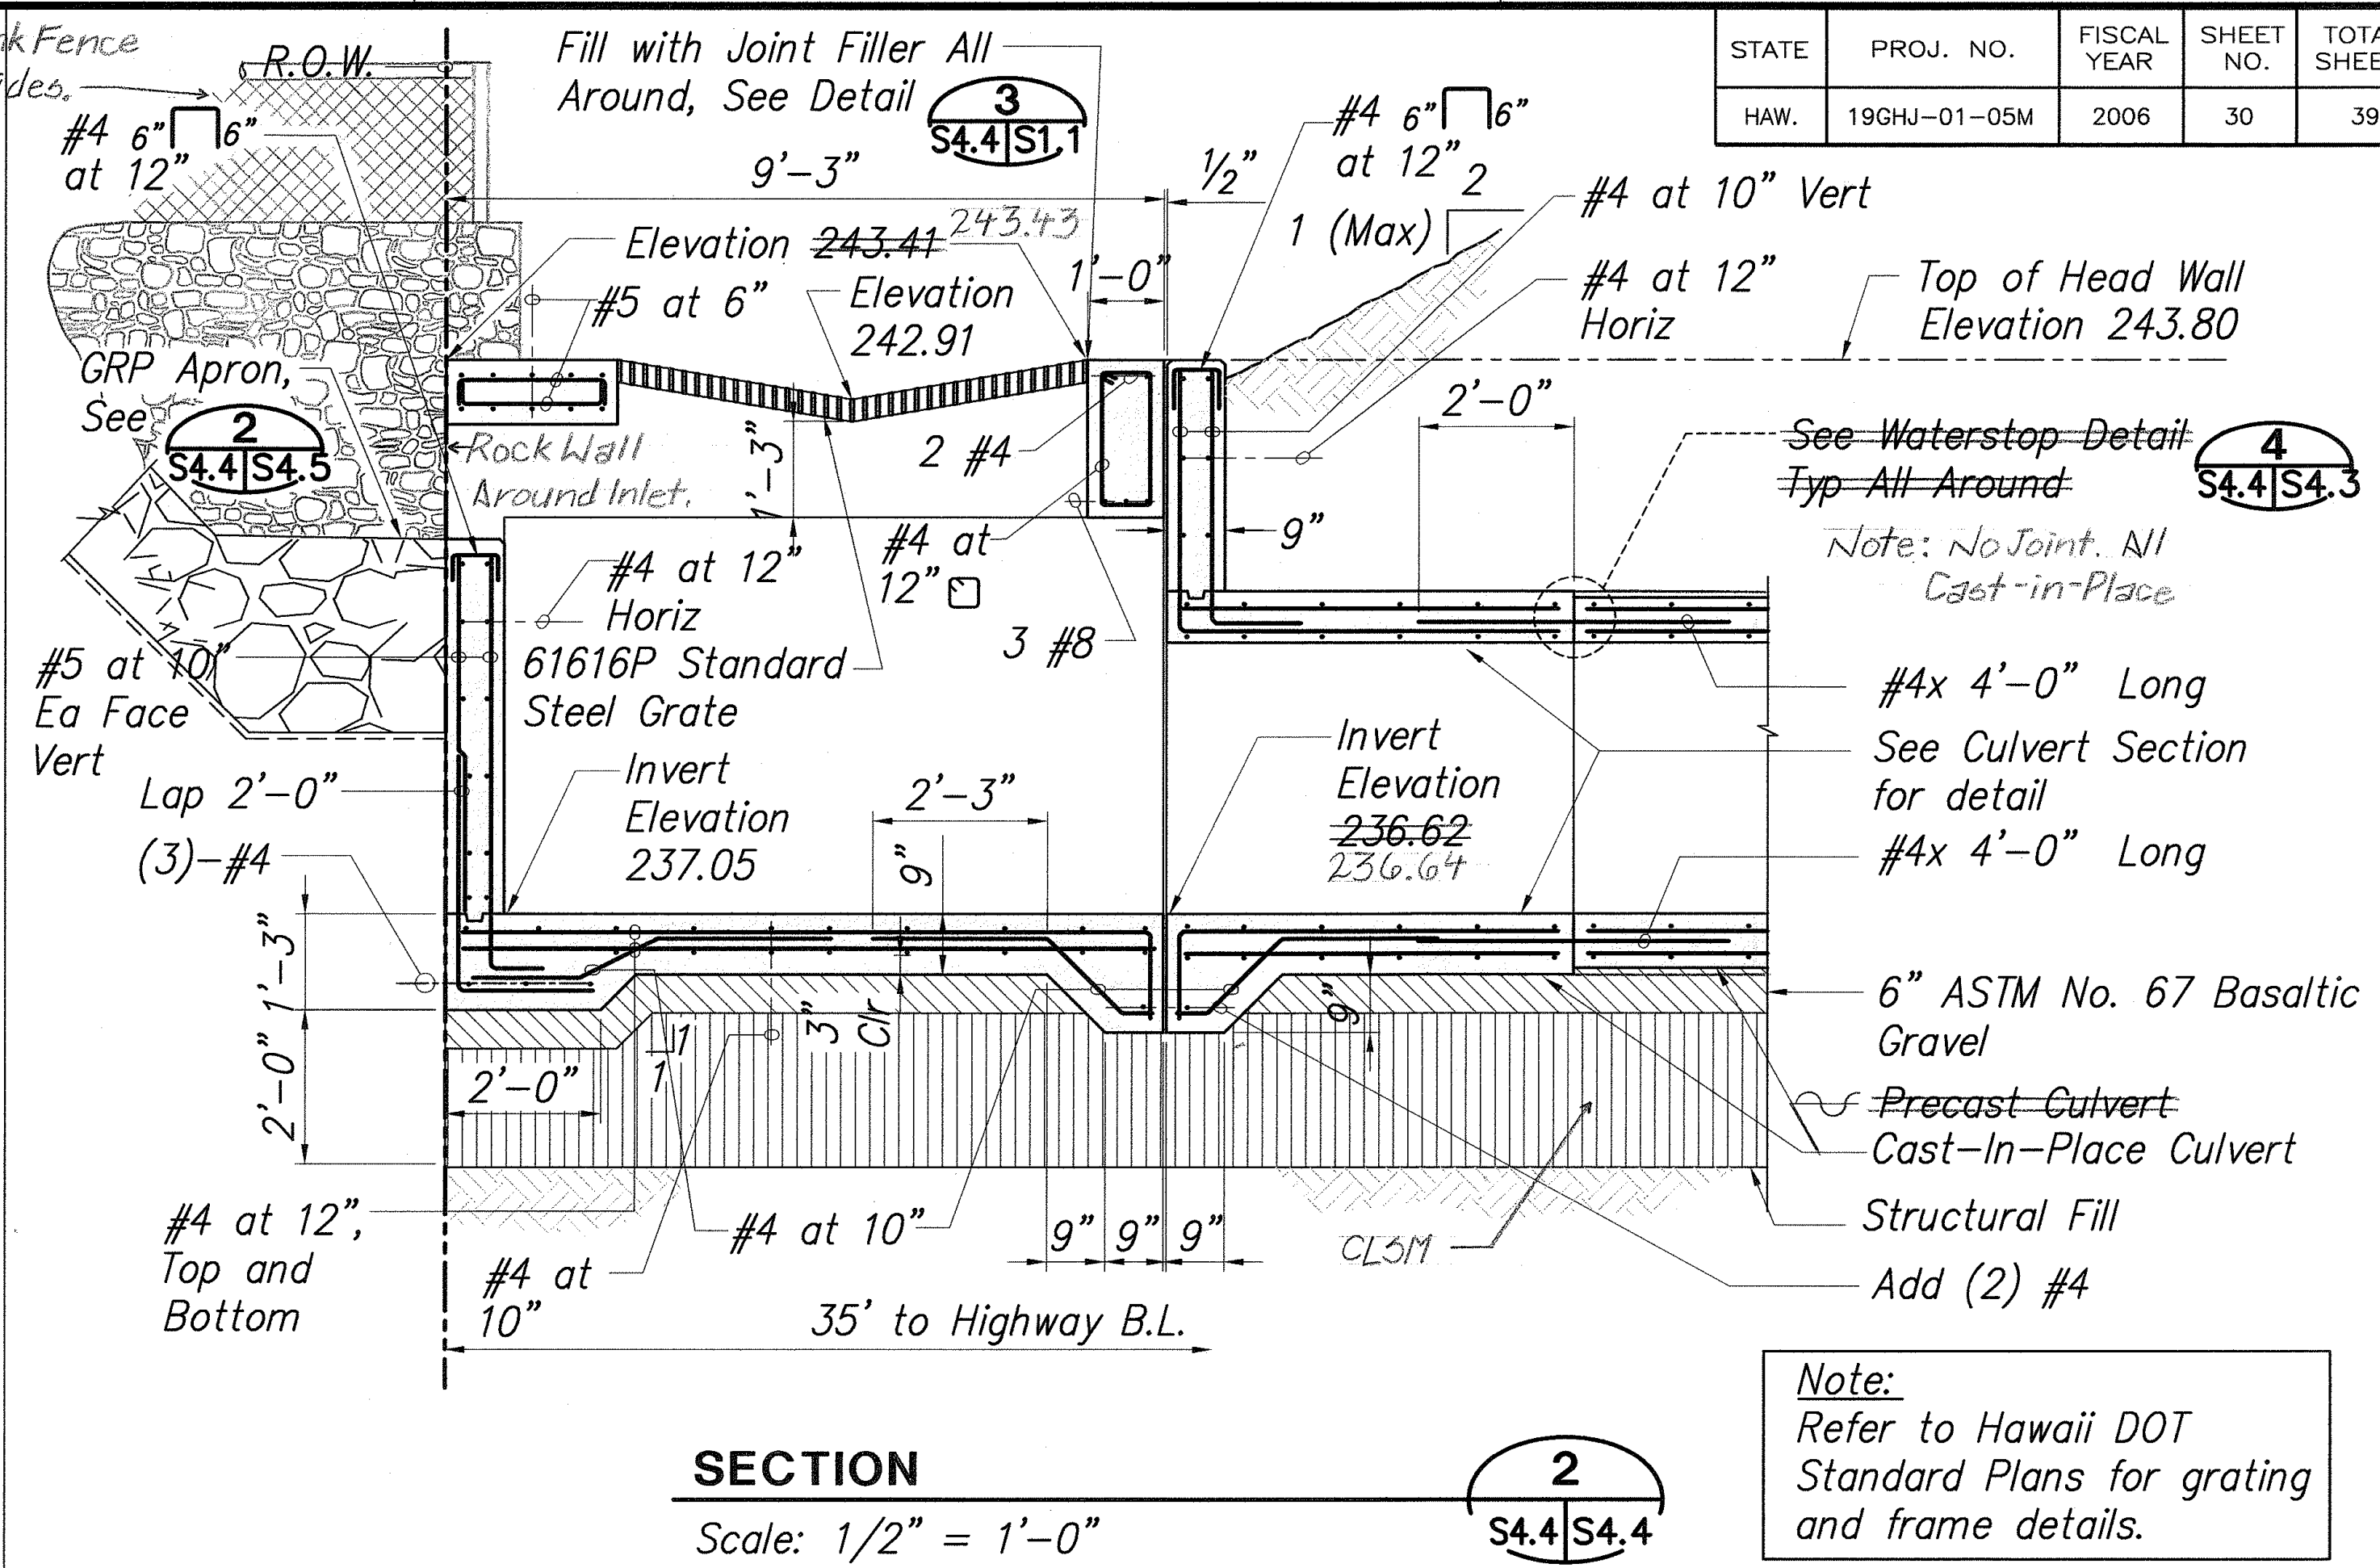 STATE PROJ. NO. FISCAL YEAR SHEET NO.
HAW. 19GHJ-01-05M 2006 30 39
Fence
R.O.W.
#4 6" 6"
at 12"
Fill with Joint Filler All
Around, See Detail
3
S4.4 S1.1
9'-3"
1/2"
#4 6" 6"
at 12"
2
1 (Max)
#4 at 10" Vert
#4 at 12"
Horiz
Top of Head Wall
Elevation 243.80
Elevation 243.41 243.43
1'-0"
#5 at 6"
Elevation
242.91
GRP Apron,
See
2
S4.4 S4.5
Rock Wall
Around Inlet.
1'-3"
2 #4
2'-0"
See Waterstop Detail
Typ All Around
4
S4.4 S4.3
Note: No Joint. All
Cast-in-Place
9"
#4 at
12"
#4 at 12"
Horiz
3 #8
61616P Standard
Steel Grate
#5 at 10"
Ea Face
Vert
Lap 2'-0"
(3)-#4
Invert
Elevation
237.05
2'-3"
9"
Invert
Elevation
236.62
236.64
#4x 4'-0" Long
See Culvert Section
for detail
#4x 4'-0" Long
1'-3"
2'-0"
2'-0"
1
1
3"
Clr
9"
6" ASTM No. 67 Basaltic
Gravel
Precast Culvert
Cast-In-Place Culvert
Structural Fill
Add (2) #4
#4 at 12",
Top and
Bottom
#4 at
10"
#4 at 10"
9" 9" 9"
CLSM
35' to Highway B.L.
Note:
Refer to Hawaii DOT
Standard Plans for grating
and frame details.
SECTION
Scale: 1/2" = 1'-0"
2
S4.4 S4.4